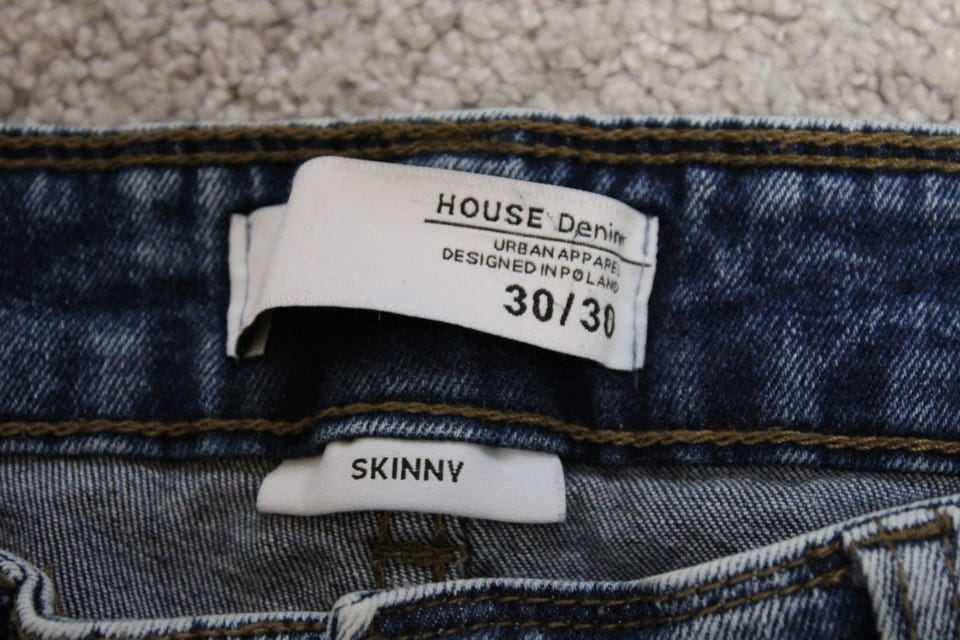 HOUSE Denim
URBAN APPAREL
DESIGNED IN PØLAND
30/30
SKINNY